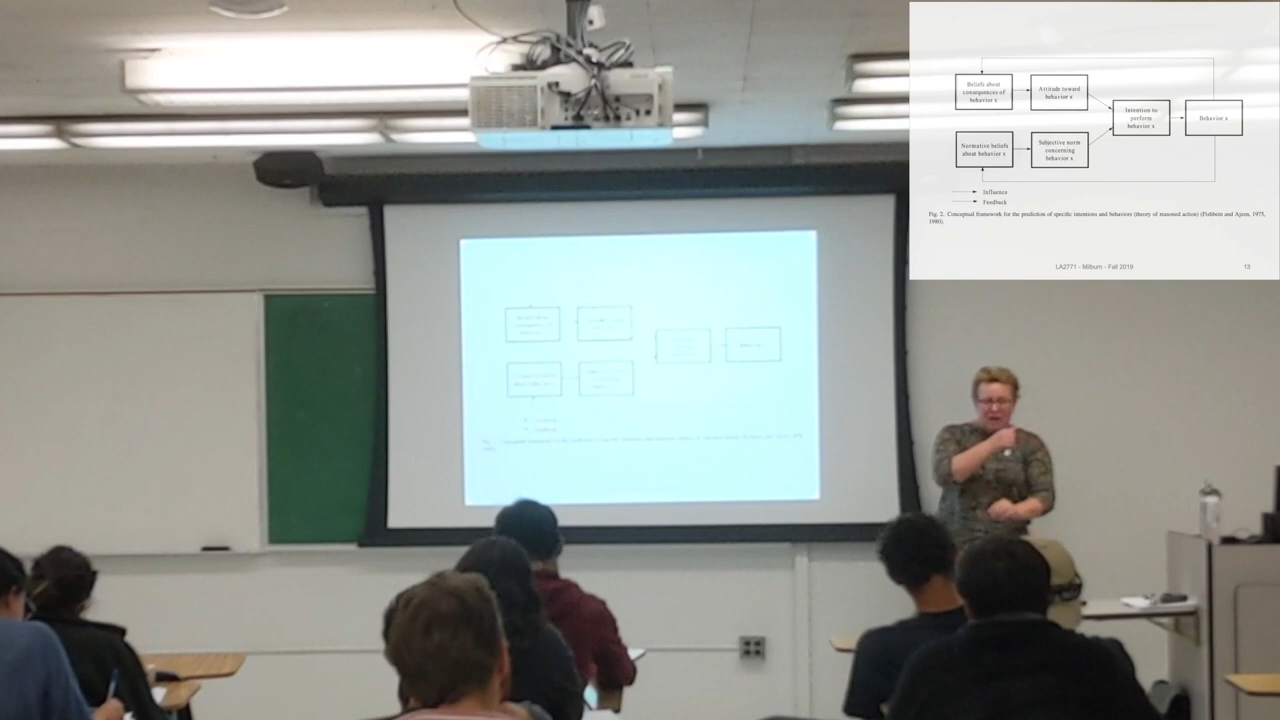 Beliefs about
consequences of
behavior x
Attitude toward
behavior x
Intention to
perform
behavior x
Behavior x
Normative beliefs
about behavior x
Subjective norm
concerning
behavior x
Influence
Feedback
Fig. 2. Conceptual framework for the prediction of specific intentions and behaviors (theory of reasoned action) (Fishbein and Ajzen, 1975,
1980).
LA2771 - Milburn - Fall 2019
13